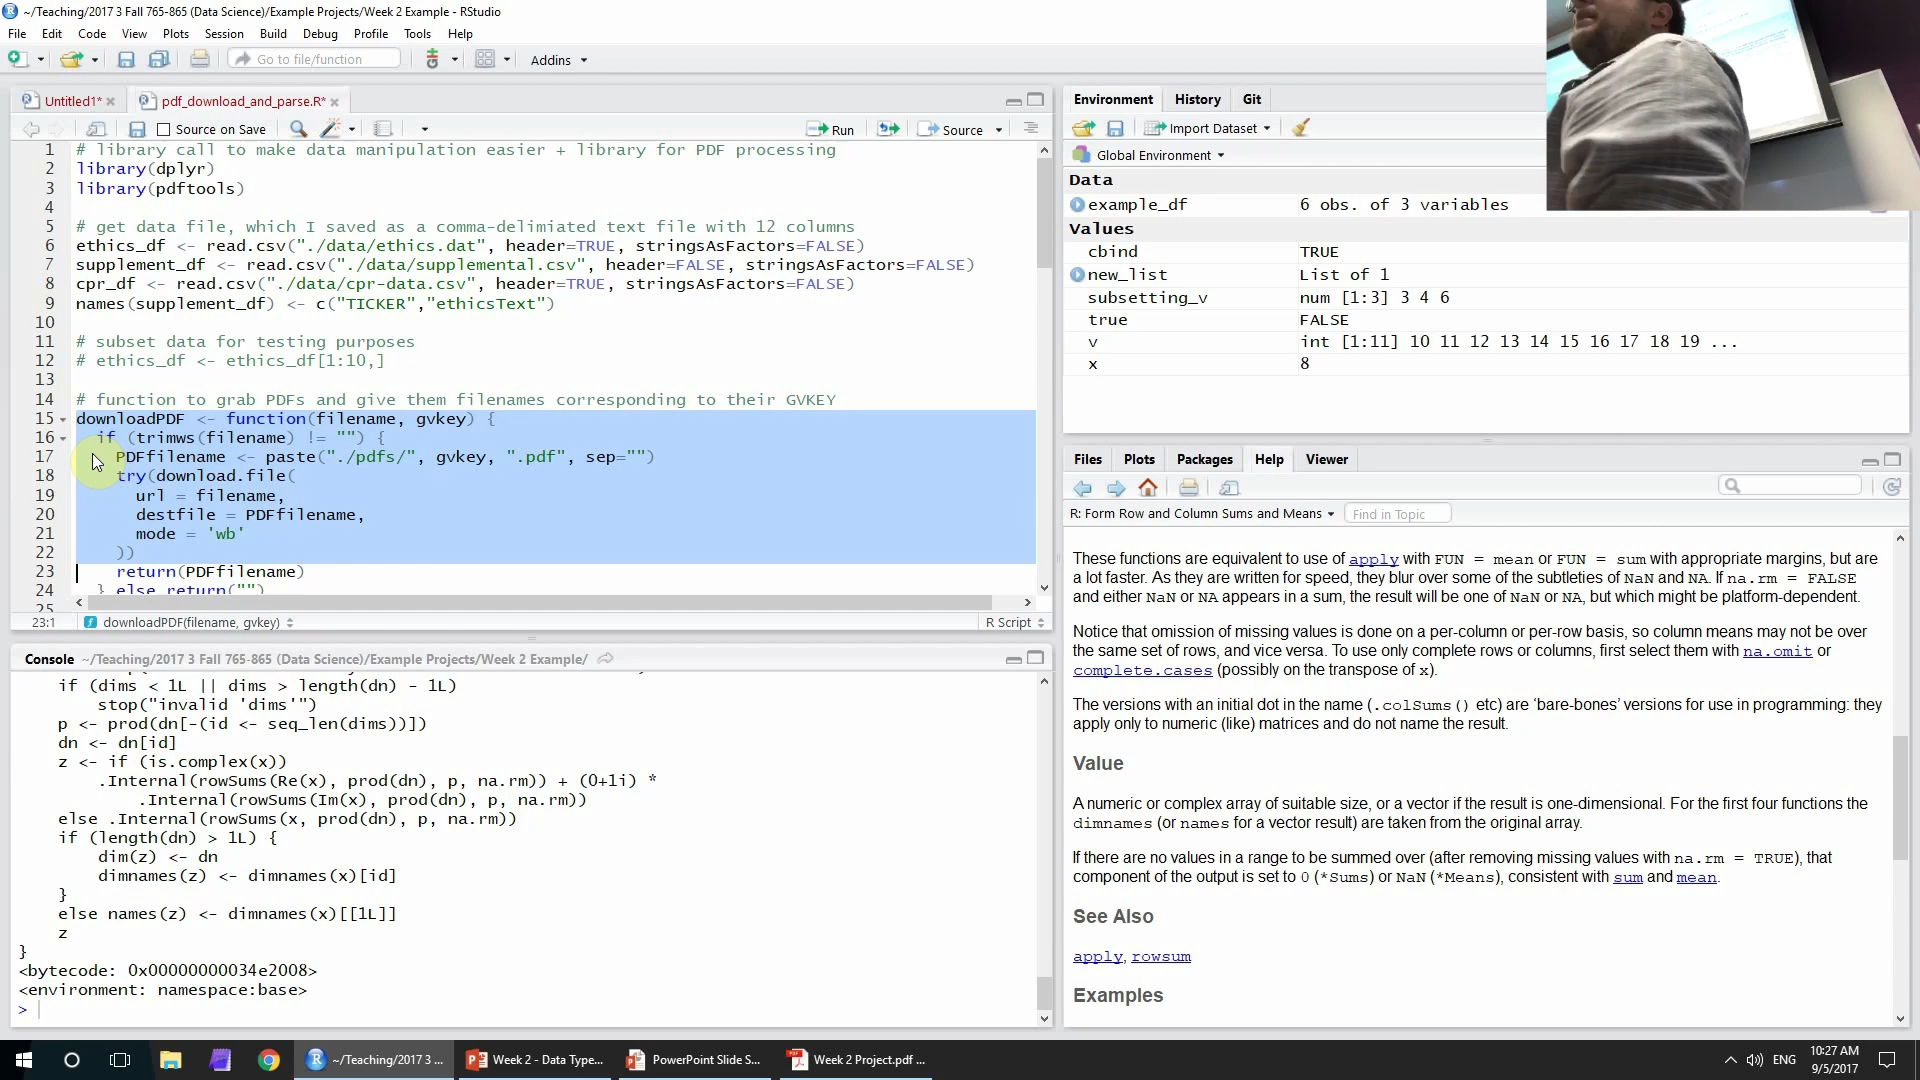 ~/Teaching/2017 3 Fall 765-865 (Data Science)/Example Projects/Week 2 Example - RStudio
File Edit Code View Plots Session Build Debug Profile Tools Help
Go to file/function Addins
Untitled1* pdf_download_and_parse.R*
Source on Save Run Source
1 # library call to make data manipulation easier + library for PDF processing
2 library(dplyr)
3 library(pdftools)
4
5 # get data file, which I saved as a comma-delimiated text file with 12 columns
6 ethics_df <- read.csv("./data/ethics.dat", header=TRUE, stringsAsFactors=FALSE)
7 supplement_df <- read.csv("./data/supplemental.csv", header=FALSE, stringsAsFactors=FALSE)
8 cpr_df <- read.csv("./data/cpr-data.csv", header=TRUE, stringsAsFactors=FALSE)
9 names(supplement_df) <- c("TICKER","ethicsText")
10
11 # subset data for testing purposes
12 # ethics_df <- ethics_df[1:10,]
13
14 # function to grab PDFs and give them filenames corresponding to their GVKEY
15 downloadPDF <- function(filename, gvkey) {
16 if (trimws(filename) != "") {
17 PDFfilename <- paste("./pdfs/", gvkey, ".pdf", sep="")
18 try(download.file(
19 url = filename,
20 destfile = PDFfilename,
21 mode = 'wb'
22 ))
23 return(PDFfilename)
24 } else return("")
25
23:1 downloadPDF(filename, gvkey) R Script
Console ~/Teaching/2017 3 Fall 765-865 (Data Science)/Example Projects/Week 2 Example/
if (dims < 1L || dims > length(dn) - 1L)
stop("invalid 'dims'")
p <- prod(dn[-(id <- seq_len(dims))])
dn <- dn[id]
z <- if (is.complex(x))
.Internal(rowSums(Re(x), prod(dn), p, na.rm)) + (0+1i) *
.Internal(rowSums(Im(x), prod(dn), p, na.rm))
else .Internal(rowSums(x, prod(dn), p, na.rm))
if (length(dn) > 1L) {
dim(z) <- dn
dimnames(z) <- dimnames(x)[id]
}
else names(z) <- dimnames(x)[[1L]]
z
}
<bytecode: 0x00000000034e2008>
<environment: namespace:base>
>
Environment History Git
Import Dataset
Global Environment
Data
example_df 6 obs. of 3 variables
Values
cbind TRUE
new_list List of 1
subsetting_v num [1:3] 3 4 6
true FALSE
v int [1:11] 10 11 12 13 14 15 16 17 18 19 ...
x 8
Files Plots Packages Help Viewer
R: Form Row and Column Sums and Means Find in Topic
These functions are equivalent to use of apply with FUN = mean or FUN = sum with appropriate margins, but are
a lot faster. As they are written for speed, they blur over some of the subtleties of NaN and NA. If na.rm = FALSE
and either NaN or NA appears in a sum, the result will be one of NaN or NA, but which might be platform-dependent.
Notice that omission of missing values is done on a per-column or per-row basis, so column means may not be over
the same set of rows, and vice versa. To use only complete rows or columns, first select them with na.omit or
complete.cases (possibly on the transpose of x).
The versions with an initial dot in the name (.colSums() etc) are ‘bare-bones’ versions for use in programming: they
apply only to numeric (like) matrices and do not name the result.
Value
A numeric or complex array of suitable size, or a vector if the result is one-dimensional. For the first four functions the
dimnames (or names for a vector result) are taken from the original array.
If there are no values in a range to be summed over (after removing missing values with na.rm = TRUE), that
component of the output is set to 0 (*Sums) or NaN (*Means), consistent with sum and mean.
See Also
apply, rowsum
Examples
~/Teaching/2017 3 ... Week 2 - Data Type... PowerPoint Slide S... Week 2 Project.pdf ... ENG 10:27 AM
9/5/2017